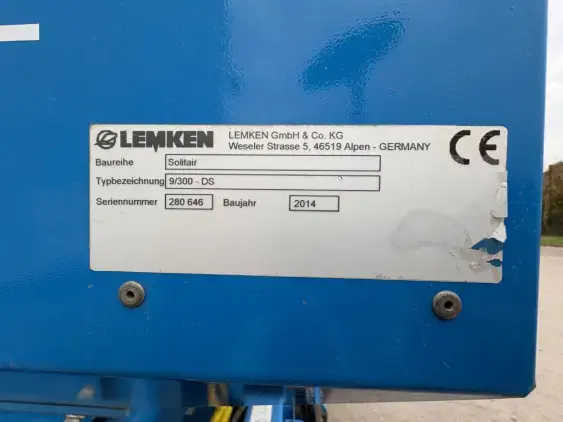 LEMKEN LEMKEN GmbH & Co. KG CE
Weseler Strasse 5, 46519 Alpen - GERMANY
Baureihe Solitair
Typbezeichnung 9/300 - DS
Seriennummer 280 646 Baujahr 2014